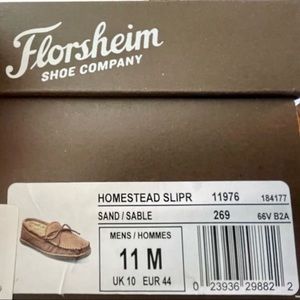 Florsheim
SHOE COMPANY
HOMESTEAD SLIPR 11976 184177
SAND / SABLE 269 66V B2A
MENS / HOMMES
11 M
UK 10 EUR 44
0 23936 29882 2